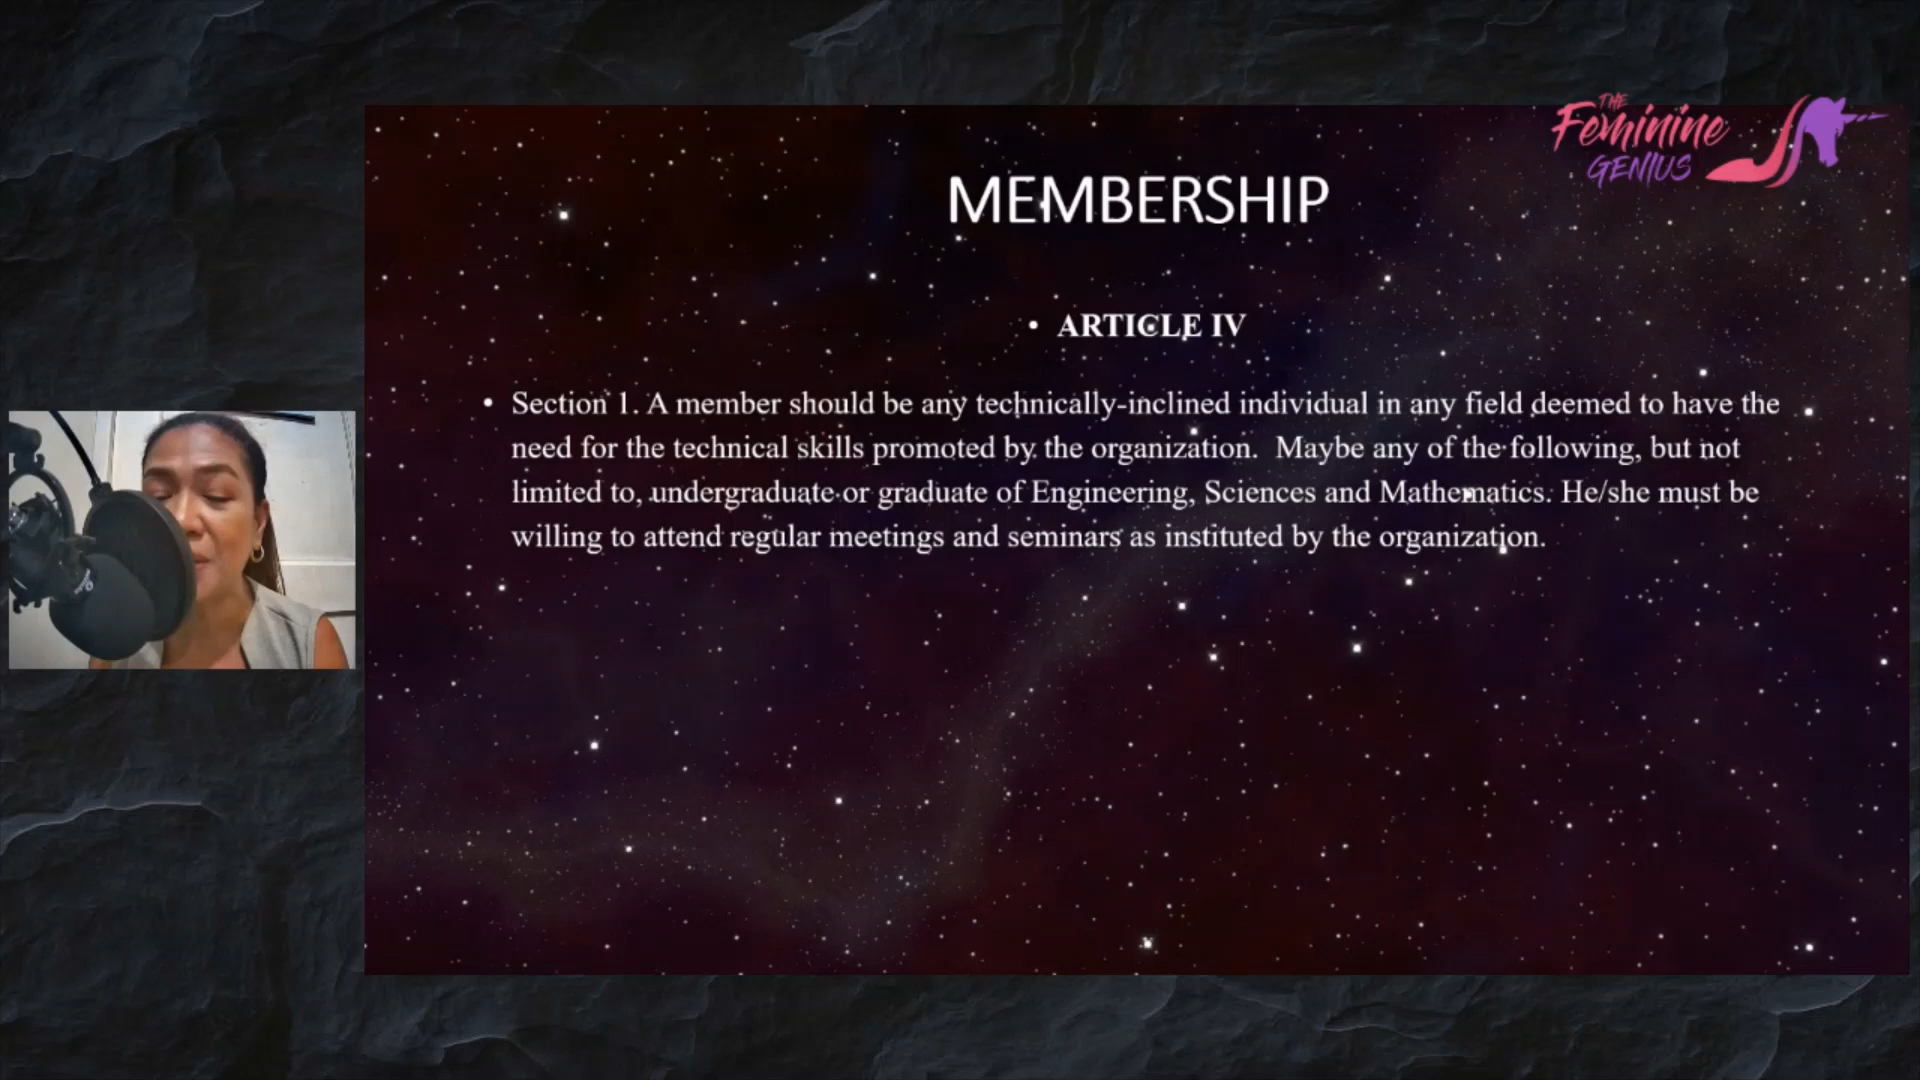 THE
Feminine
GENIUS
MEMBERSHIP
• ARTICLE IV
• Section 1. A member should be any technically-inclined individual in any field deemed to have the
need for the technical skills promoted by the organization.  Maybe any of the following, but not
limited to, undergraduate or graduate of Engineering, Sciences and Mathematics. He/she must be
willing to attend regular meetings and seminars as instituted by the organization.